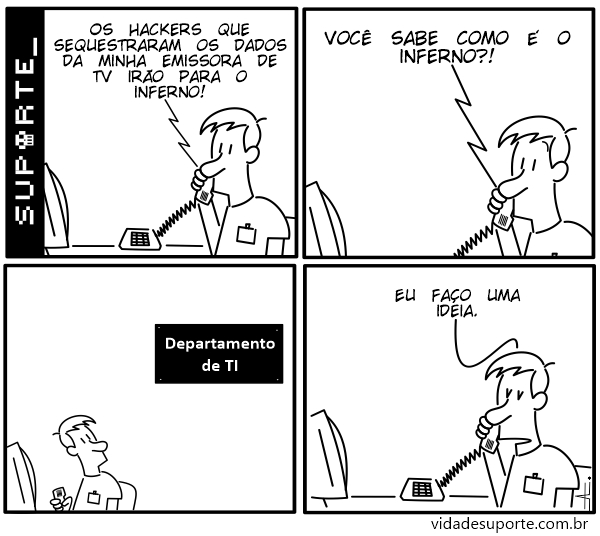 SUPORTE_
OS HACKERS QUE
SEQUESTRARAM OS DADOS
DA MINHA EMISSORA DE
TV IRÃO PARA O
INFERNO!
VOCÊ SABE COMO É O
INFERNO?!
Departamento
de TI
EU FAÇO UMA
IDEIA.
vidadesuporte.com.br